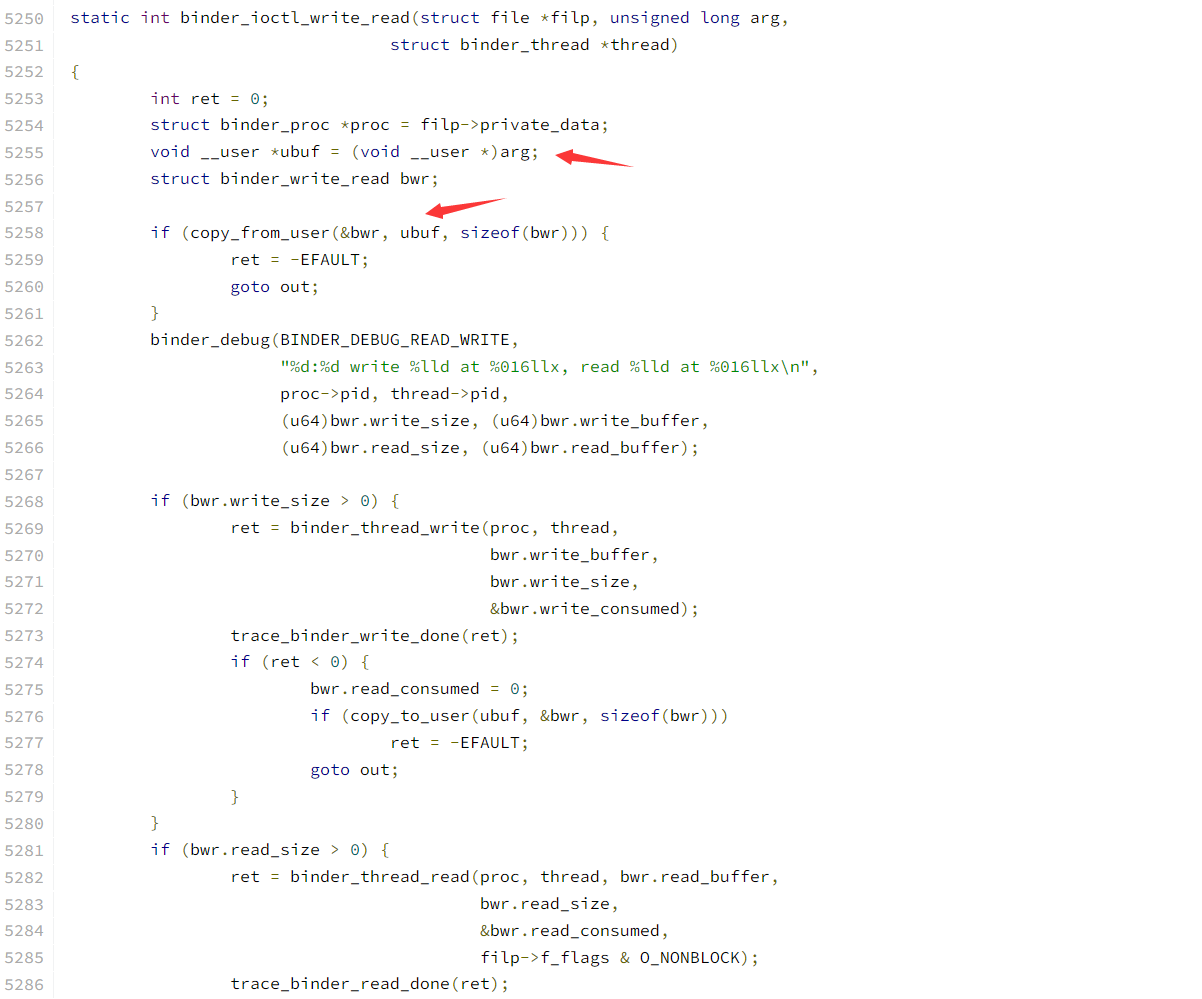 5250 static int binder_ioctl_write_read(struct file *filp, unsigned long arg,
5251                                 struct binder_thread *thread)
5252 {
5253         int ret = 0;
5254         struct binder_proc *proc = filp->private_data;
5255         void __user *ubuf = (void __user *)arg;
5256         struct binder_write_read bwr;
5257
5258         if (copy_from_user(&bwr, ubuf, sizeof(bwr))) {
5259                 ret = -EFAULT;
5260                 goto out;
5261         }
5262         binder_debug(BINDER_DEBUG_READ_WRITE,
5263                      "%d:%d write %lld at %016llx, read %lld at %016llx\n",
5264                      proc->pid, thread->pid,
5265                      (u64)bwr.write_size, (u64)bwr.write_buffer,
5266                      (u64)bwr.read_size, (u64)bwr.read_buffer);
5267
5268         if (bwr.write_size > 0) {
5269                 ret = binder_thread_write(proc, thread,
5270                                           bwr.write_buffer,
5271                                           bwr.write_size,
5272                                           &bwr.write_consumed);
5273                 trace_binder_write_done(ret);
5274                 if (ret < 0) {
5275                         bwr.read_consumed = 0;
5276                         if (copy_to_user(ubuf, &bwr, sizeof(bwr)))
5277                                 ret = -EFAULT;
5278                         goto out;
5279                 }
5280         }
5281         if (bwr.read_size > 0) {
5282                 ret = binder_thread_read(proc, thread, bwr.read_buffer,
5283                                          bwr.read_size,
5284                                          &bwr.read_consumed,
5285                                          filp->f_flags & O_NONBLOCK);
5286                 trace_binder_read_done(ret);